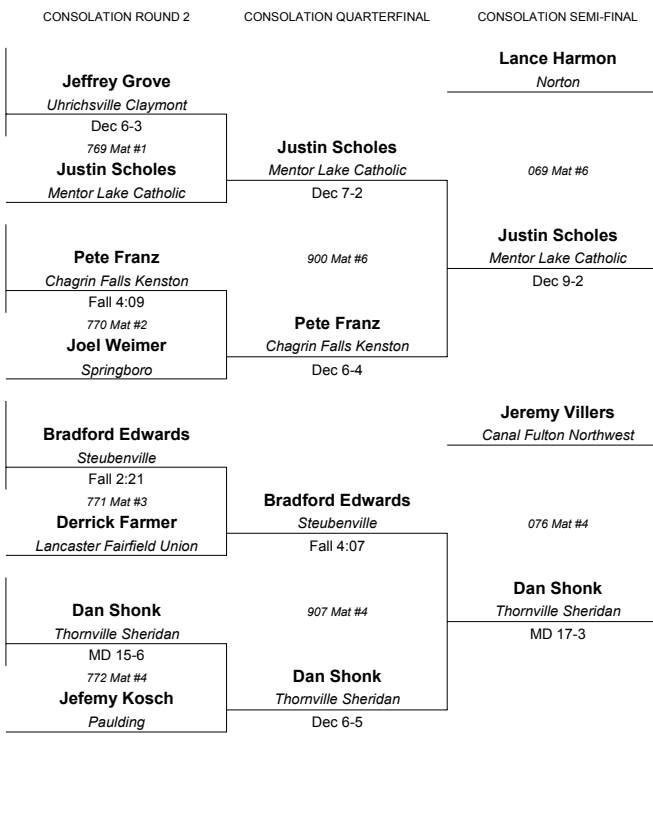 CONSOLATION ROUND 2
CONSOLATION QUARTERFINAL
CONSOLATION SEMI-FINAL
Jeffrey Grove
Uhrichsville Claymont
Dec 6-3
769 Mat #1
Justin Scholes
Mentor Lake Catholic
Pete Franz
Chagrin Falls Kenston
Fall 4:09
770 Mat #2
Joel Weimer
Springboro
Bradford Edwards
Steubenville
Fall 2:21
771 Mat #3
Derrick Farmer
Lancaster Fairfield Union
Dan Shonk
Thornville Sheridan
MD 15-6
772 Mat #4
Jefemy Kosch
Paulding
Justin Scholes
Mentor Lake Catholic
Dec 7-2
900 Mat #6
Pete Franz
Chagrin Falls Kenston
Dec 6-4
Bradford Edwards
Steubenville
Fall 4:07
907 Mat #4
Dan Shonk
Thornville Sheridan
Dec 6-5
Lance Harmon
Norton
069 Mat #6
Justin Scholes
Mentor Lake Catholic
Dec 9-2
Jeremy Villers
Canal Fulton Northwest
076 Mat #4
Dan Shonk
Thornville Sheridan
MD 17-3